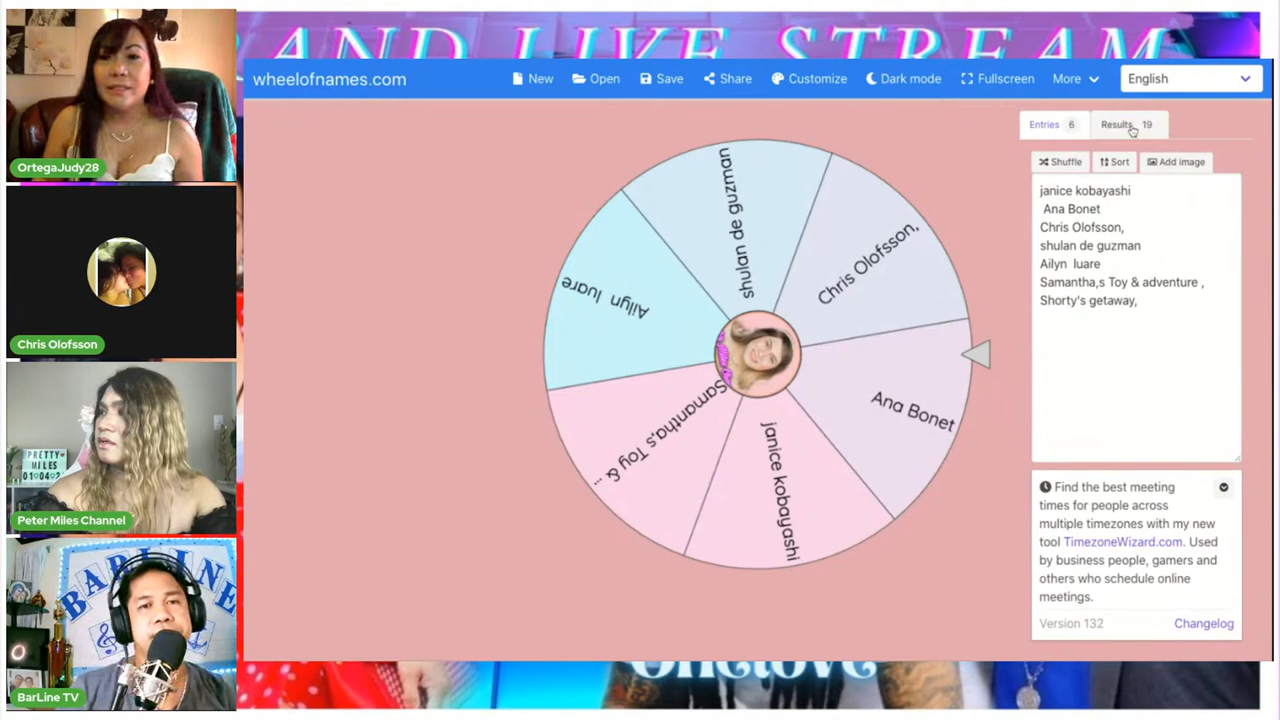 AND LIVE STREAM
wheelofnames.com
New
Open
Save
Share
Customize
Dark mode
Fullscreen
More
English
Entries 6
Results 19
Shuffle
Sort
Add image
janice kobayashi
Ana Bonet
Chris Olofsson,
shulan de guzman
Ailyn luare
Samantha,s Toy & adventure ,
Shorty's getaway,
shulan de guzman
Chris Olofsson,
Ana Bonet
janice kobayashi
Samantha,s Toy & ...
Ailyn luare
Find the best meeting
times for people across
multiple timezones with my new
tool TimezoneWizard.com. Used
by business people, gamers and
others who schedule online
meetings.
Version 132
Changelog
OrtegaJudy28
Chris Olofsson
PRETTY
MILES
Peter Miles Channel
BARLINE
BarLine TV
Onelove